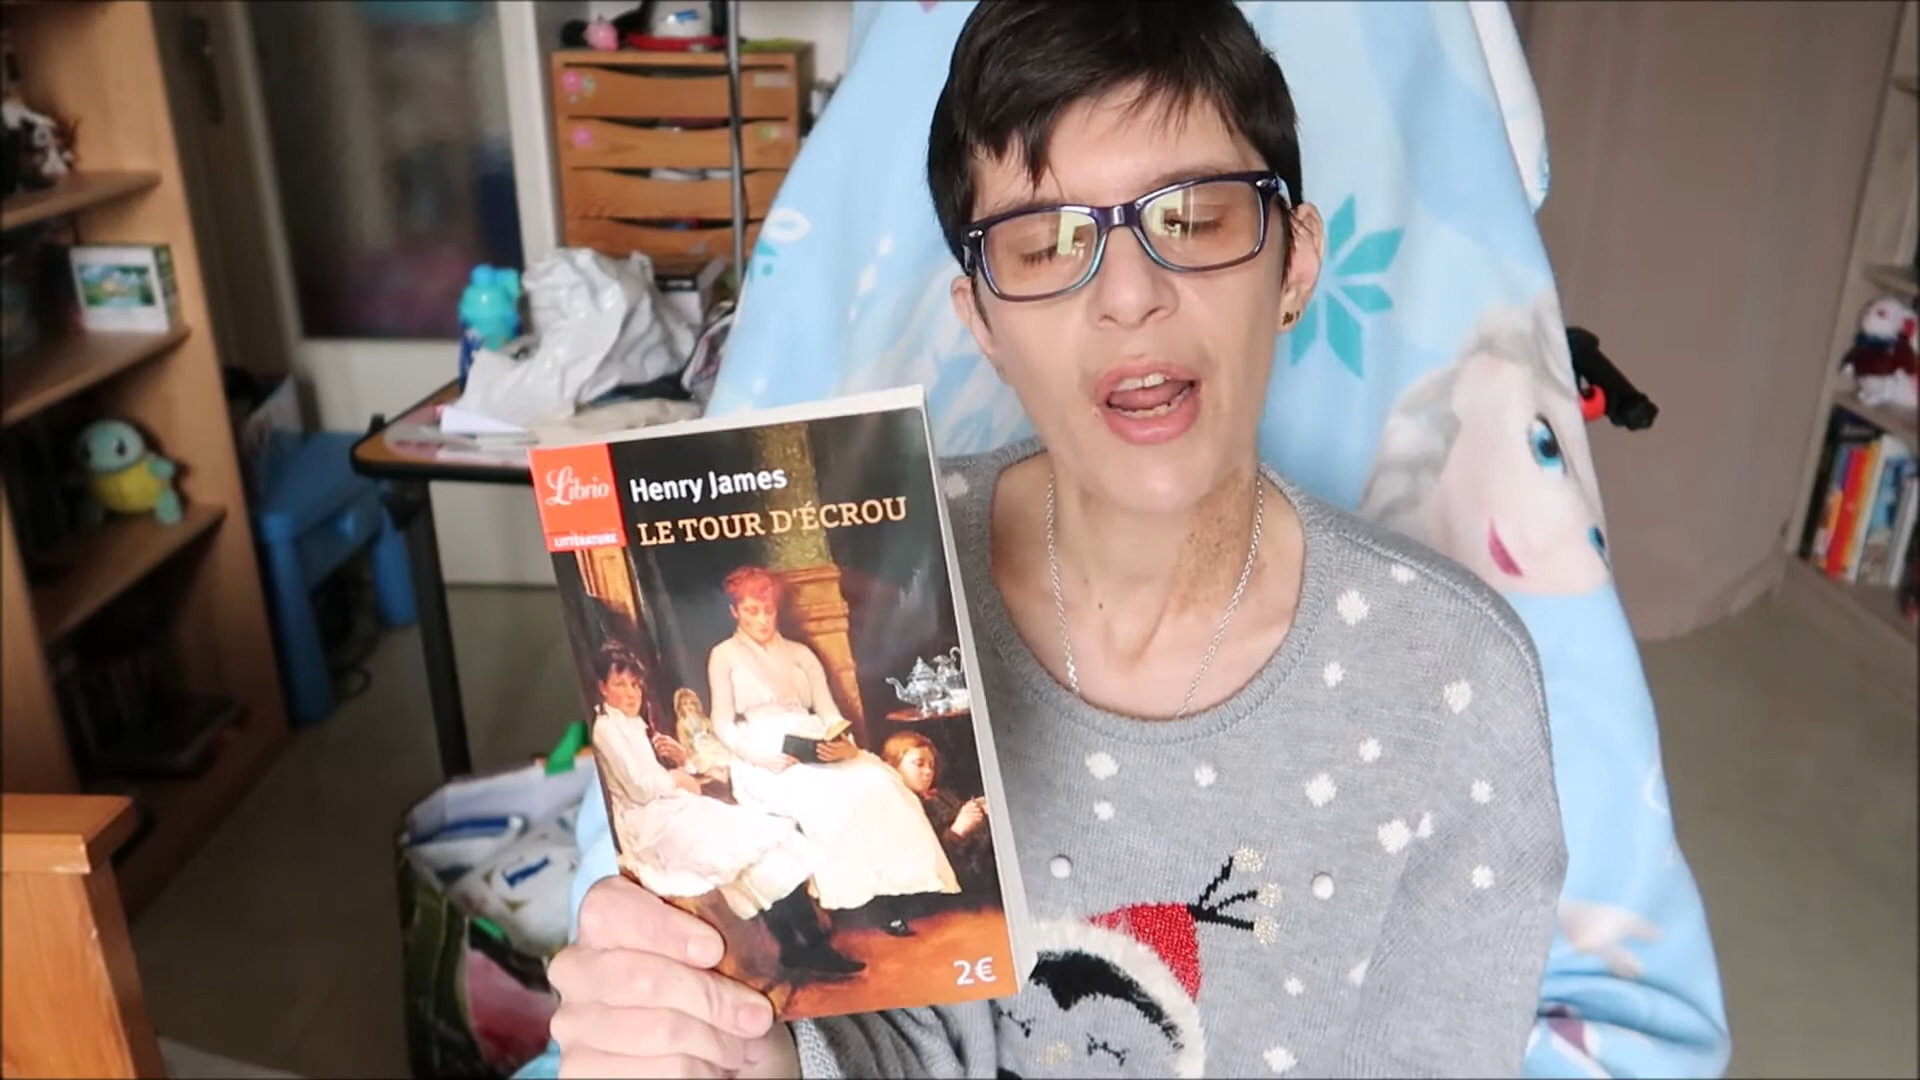 Librio
LITTÉRATURE
Henry James
LE TOUR D'ÉCROU
2€